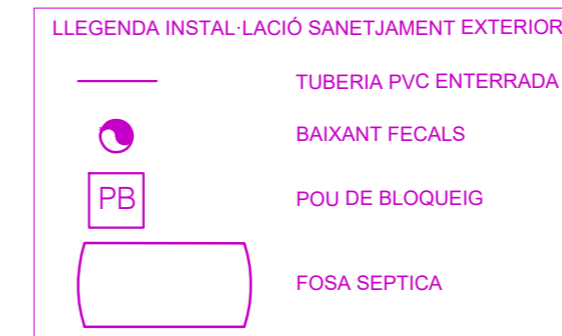 LLEGENDA INSTAL·LACIÓ SANETJAMENT EXTERIOR
TUBERIA PVC ENTERRADA
BAIXANT FECALS
PB POU DE BLOQUEIG
FOSA SEPTICA